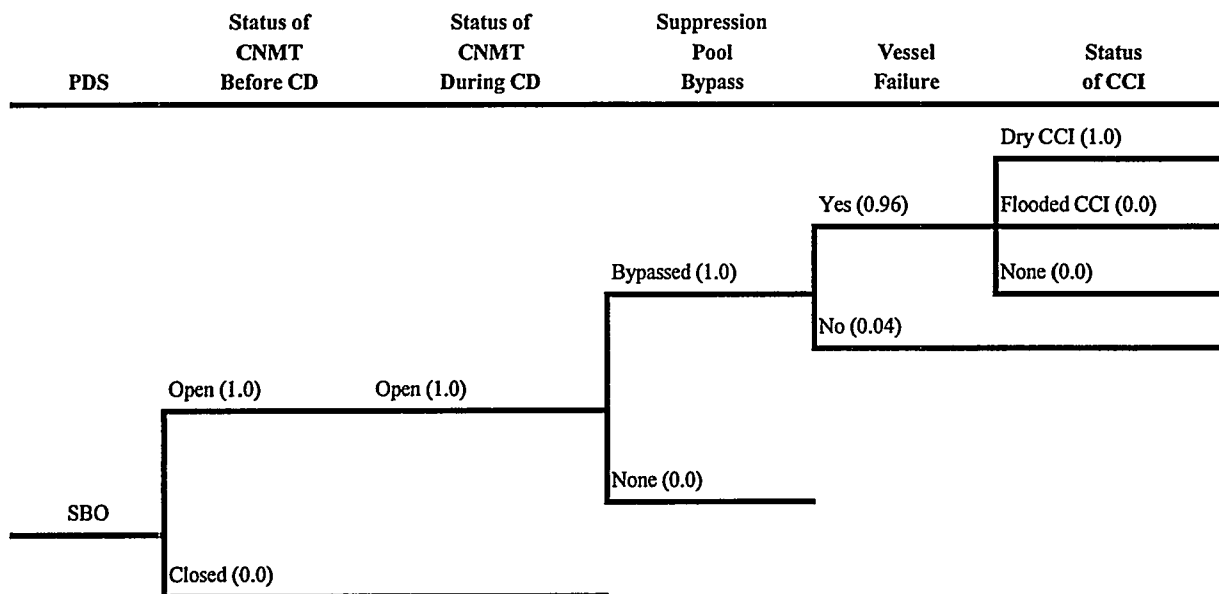 PDS
Status of
CNMT
Before CD
Status of
CNMT
During CD
Suppression
Pool
Bypass
Vessel
Failure
Status
of CCI
Dry CCI (1.0)
Yes (0.96)
Flooded CCI (0.0)
Bypassed (1.0)
None (0.0)
No (0.04)
Open (1.0)
Open (1.0)
None (0.0)
SBO
Closed (0.0)